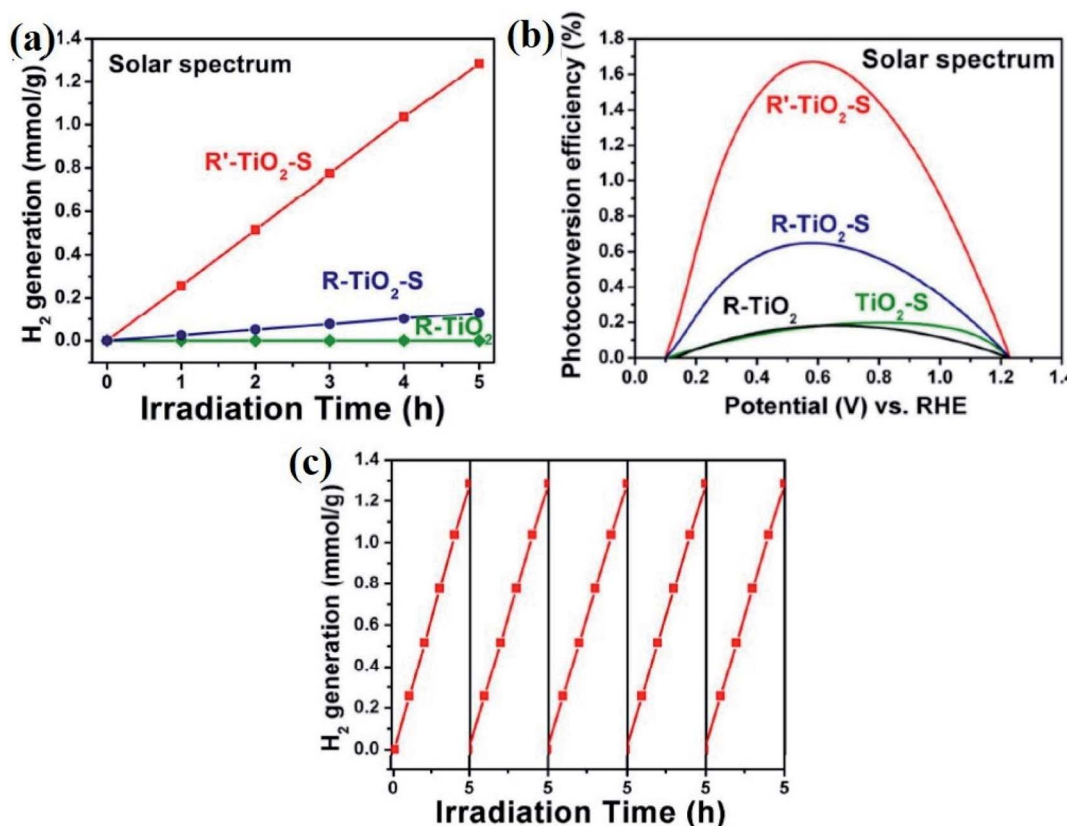 (a)
H₂ generation (mmol/g)
1.4
1.2
1.0
0.8
0.6
0.4
0.2
0.0
Solar spectrum
R'-TiO₂-S
R-TiO₂-S
R-TiO₂
0 1 2 3 4 5
Irradiation Time (h)
(b)
Photoconversion efficiency (%)
1.8
1.6
1.4
1.2
1.0
0.8
0.6
0.4
0.2
0.0
Solar spectrum
R'-TiO₂-S
R-TiO₂-S
R-TiO₂ TiO₂-S
0.0 0.2 0.4 0.6 0.8 1.0 1.2 1.4
Potential (V) vs. RHE
(c)
H₂ generation (mmol/g)
1.4
1.2
1.0
0.8
0.6
0.4
0.2
0.0
0 5 5 5 5 5
Irradiation Time (h)